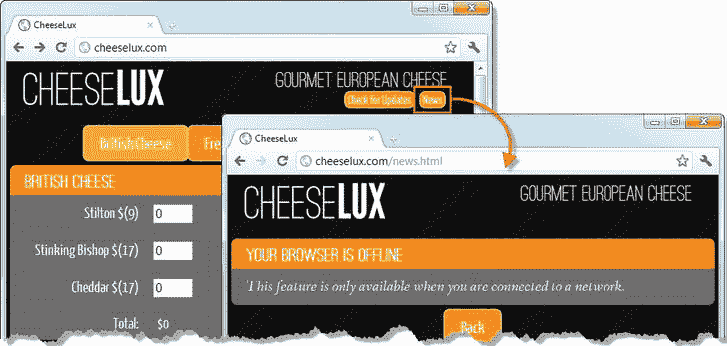 CheeseLux
cheeselux.com
CHEESELUX
GOURMET EUROPEAN CHEESE
Check for Updates
News
British Cheese
Fre
BRITISH CHEESE
Stilton $(9)
0
Stinking Bishop $(17)
0
Cheddar $(17)
0
Total:
$0
CheeseLux
cheeselux.com/news.html
CHEESELUX
GOURMET EUROPEAN CHEESE
YOUR BROWSER IS OFFLINE
This feature is only available when you are connected to a network.
Back